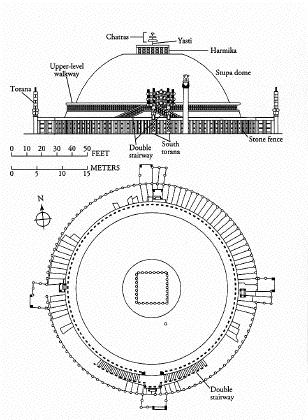 Chatras
Yasti
Harmika
Upper-level
walkway
Torana
Stupa dome
Double
stairway
South
torana
Stone fence
0 10 20 30 40 50
FEET
METERS
0 5 10 15
N
Double
stairway